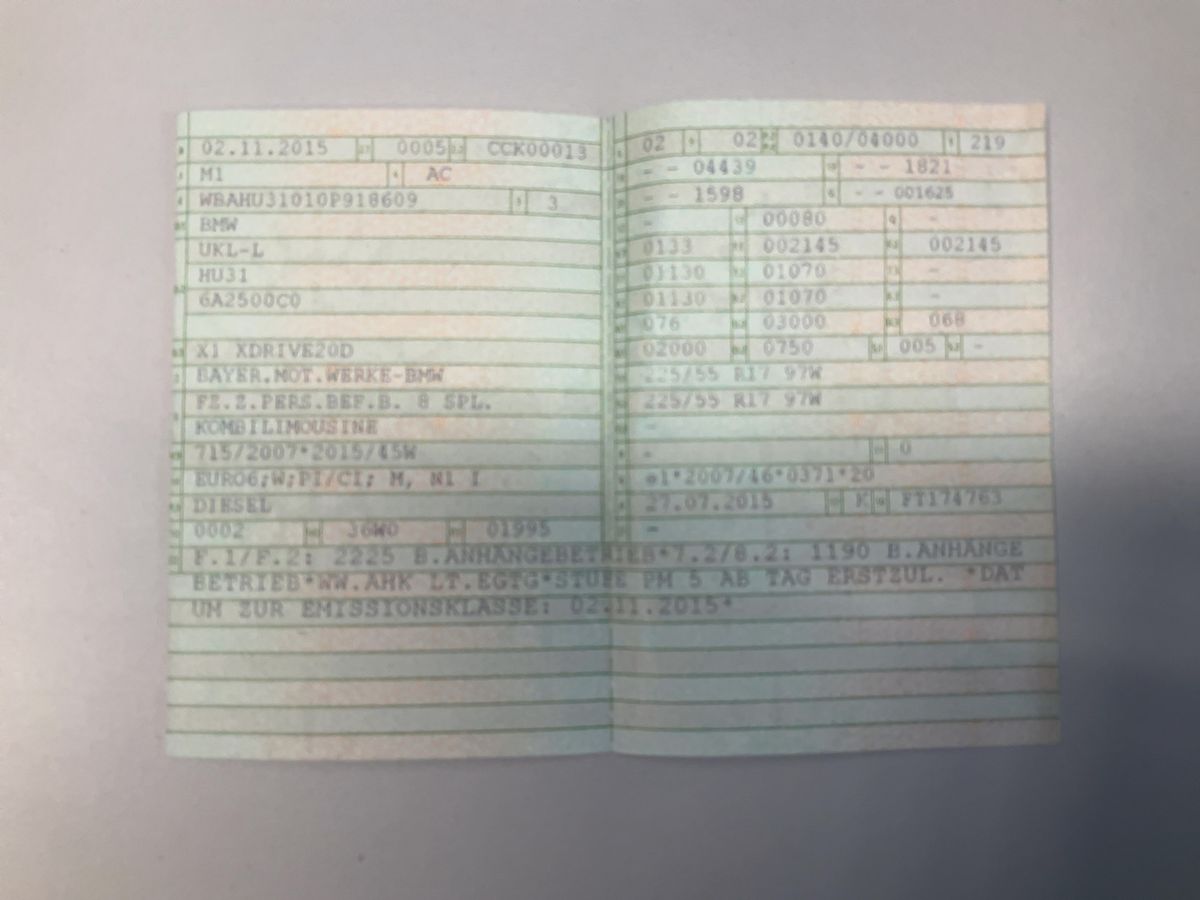 02.11.2015 0005 CCK00013
M1 AC
WBAHU31010P918609 3
BMW
UKL-L
HU31
6A2500C0
X1 XDRIVE20D
BAYER.MOT.WERKE-BMW
FZ.Z.PERS.BEF.B. 8 SPL.
KOMBILIMOUSINE
715/2007*2015/45W
EURO6;W;PI/CI; M, N1 I
DIESEL
0002 36W0 01995
02 02 0140/04000 219
- - 04439 - - 1821
- - 1598 - - 001625
- 00080 -
0133 002145 002145
01130 01070 -
01130 01070 -
076 03000 068
02000 0750 005 -
225/55 R17 97W
225/55 R17 97W
-
- 0
e1*2007/46*0371*20
27.07.2015 K FT174763
-
F.1/F.2: 2225 B.ANHÄNGEBETRIEB*7.2/8.2: 1190 B.ANHÄNGE
BETRIEB*WW.AHK LT.EGTG*STUFE PM 5 AB TAG ERSTZUL. *DAT
UM ZUR EMISSIONSKLASSE: 02.11.2015*